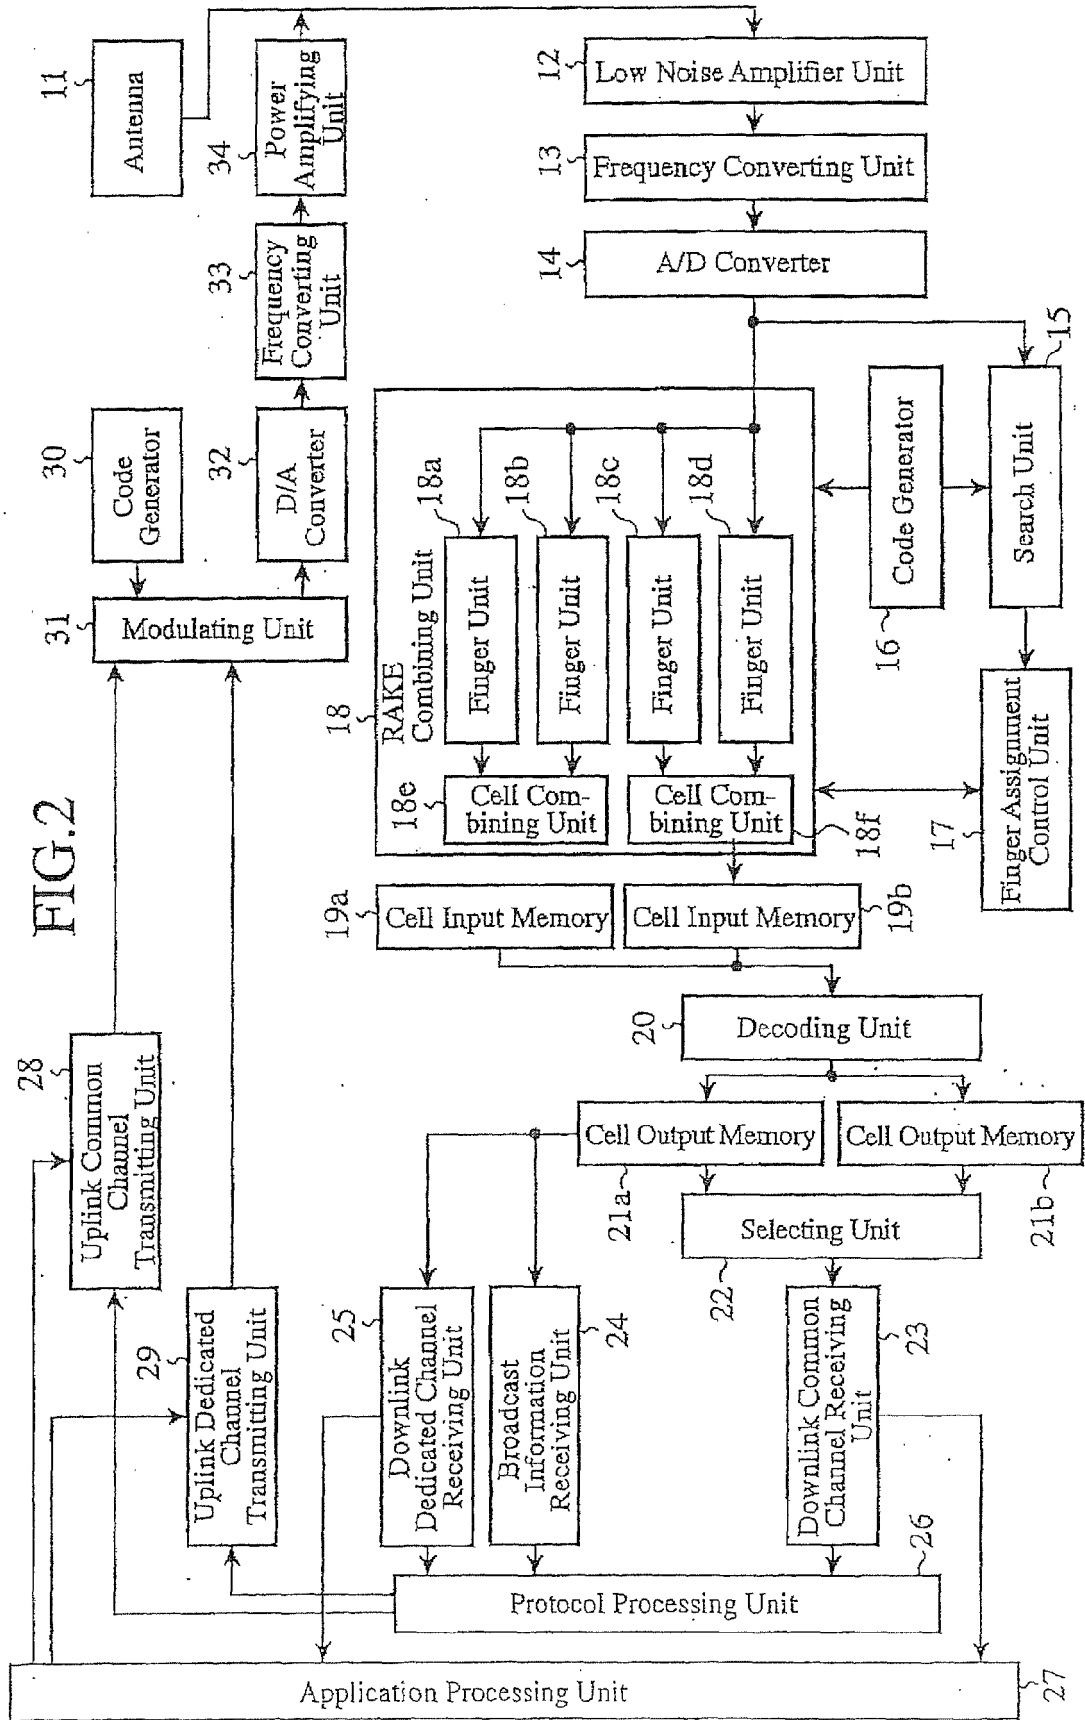 FIG.2
11
Antenna
34
Power
Amplifying
Unit
33
Frequency
Converting
Unit
30
Code
Generator
32
D/A
Converter
31
Modulating Unit
12
Low Noise Amplifier Unit
13
Frequency Converting Unit
14
A/D Converter
15
Search Unit
16
Code Generator
17
Finger Assignment
Control Unit
18
RAKE
Combining Unit
18a
Finger Unit
18b
Finger Unit
18c
Finger Unit
18d
Finger Unit
18e
Cell Com-
bining Unit
18f
Cell Com-
bining Unit
19a
Cell Input Memory
19b
Cell Input Memory
20
Decoding Unit
21a
Cell Output Memory
21b
Cell Output Memory
22
Selecting Unit
28
Uplink Common
Channel
Transmitting Unit
29
Uplink Dedicated
Channel
Transmitting Unit
25
Downlink
Dedicated Channel
Receiving Unit
24
Broadcast
Information
Receiving Unit
23
Downlink Common
Channel Receiving
Unit
26
Protocol Processing Unit
27
Application Processing Unit